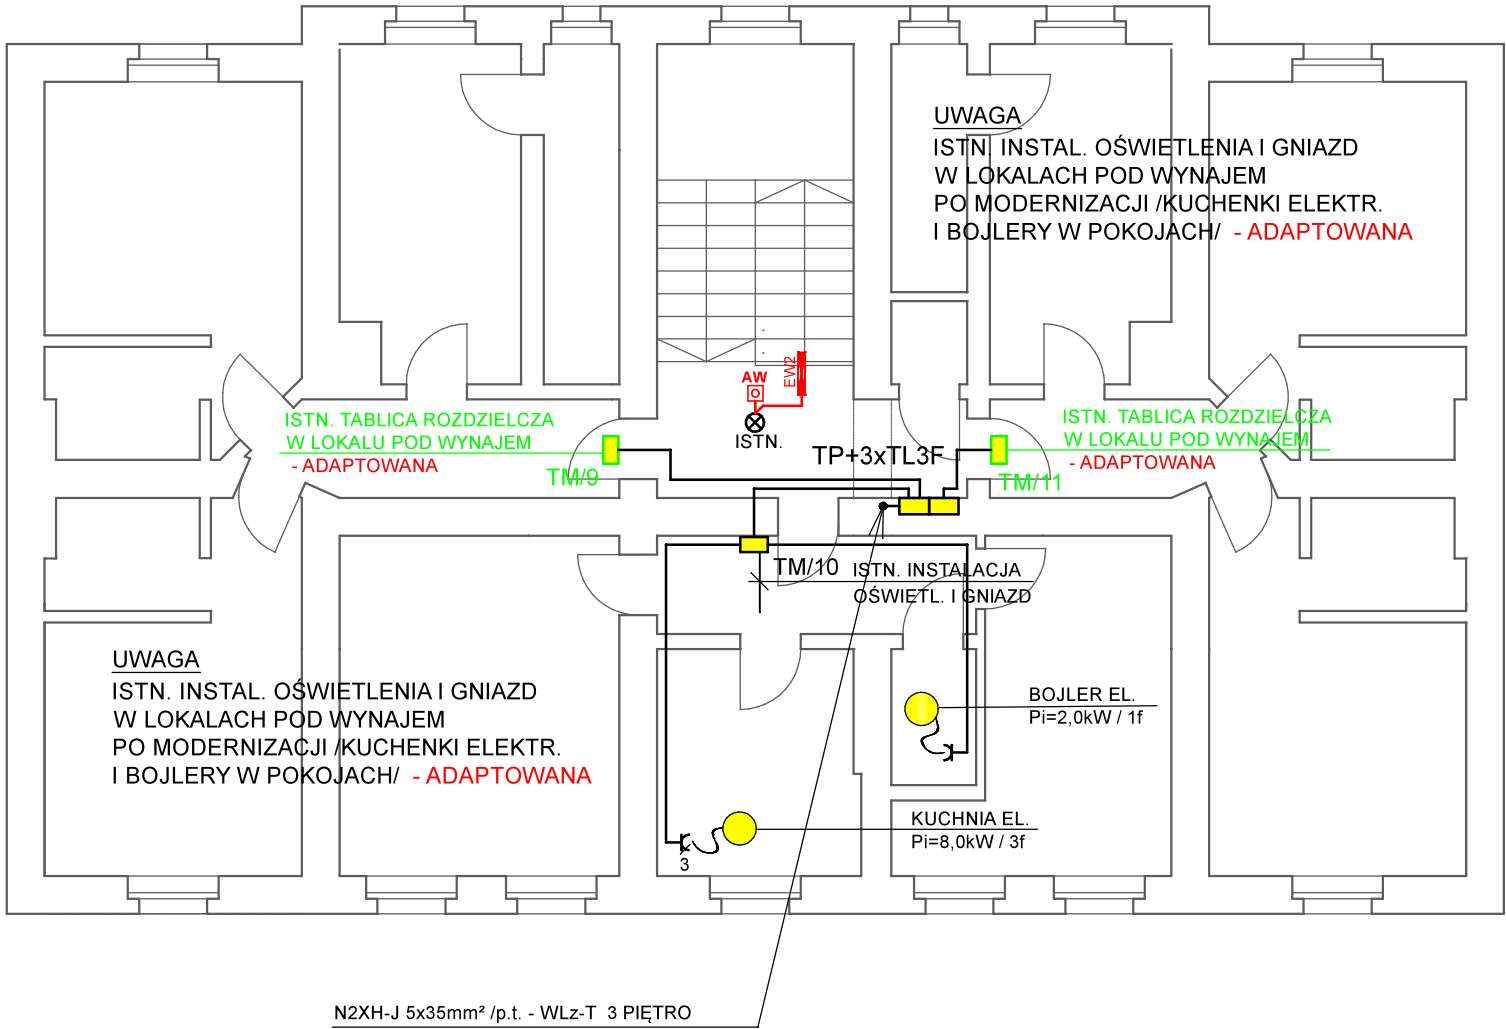 UWAGA
ISTN. INSTAL. OŚWIETLENIA I GNIAZD
W LOKALACH POD WYNAJEM
PO MODERNIZACJI /KUCHENKI ELEKTR.
I BOJLERY W POKOJACH/ - ADAPTOWANA
AW
EW2
ISTN.
ISTN. TABLICA ROZDZIELCZA
W LOKALU POD WYNAJEM
- ADAPTOWANA
TM/9
TP+3xTL3F
ISTN. TABLICA ROZDZIELCZA
W LOKALU POD WYNAJEM
- ADAPTOWANA
TM/11
TM/10
ISTN. INSTALACJA
OŚWIETL. I GNIAZD
UWAGA
ISTN. INSTAL. OŚWIETLENIA I GNIAZD
W LOKALACH POD WYNAJEM
PO MODERNIZACJI /KUCHENKI ELEKTR.
I BOJLERY W POKOJACH/ - ADAPTOWANA
BOJLER EL.
Pi=2,0kW / 1f
KUCHNIA EL.
Pi=8,0kW / 3f
3
N2XH-J 5x35mm² /p.t. - WLz-T 3 PIĘTRO